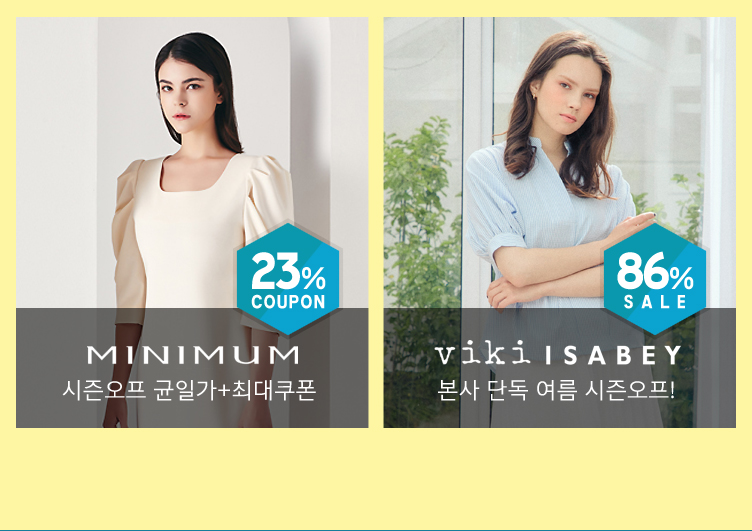 23%
COUPON
MINIMUM
시즌오프 균일가+최대쿠폰
86%
SALE
viki ISABEY
본사 단독 여름 시즌오프!